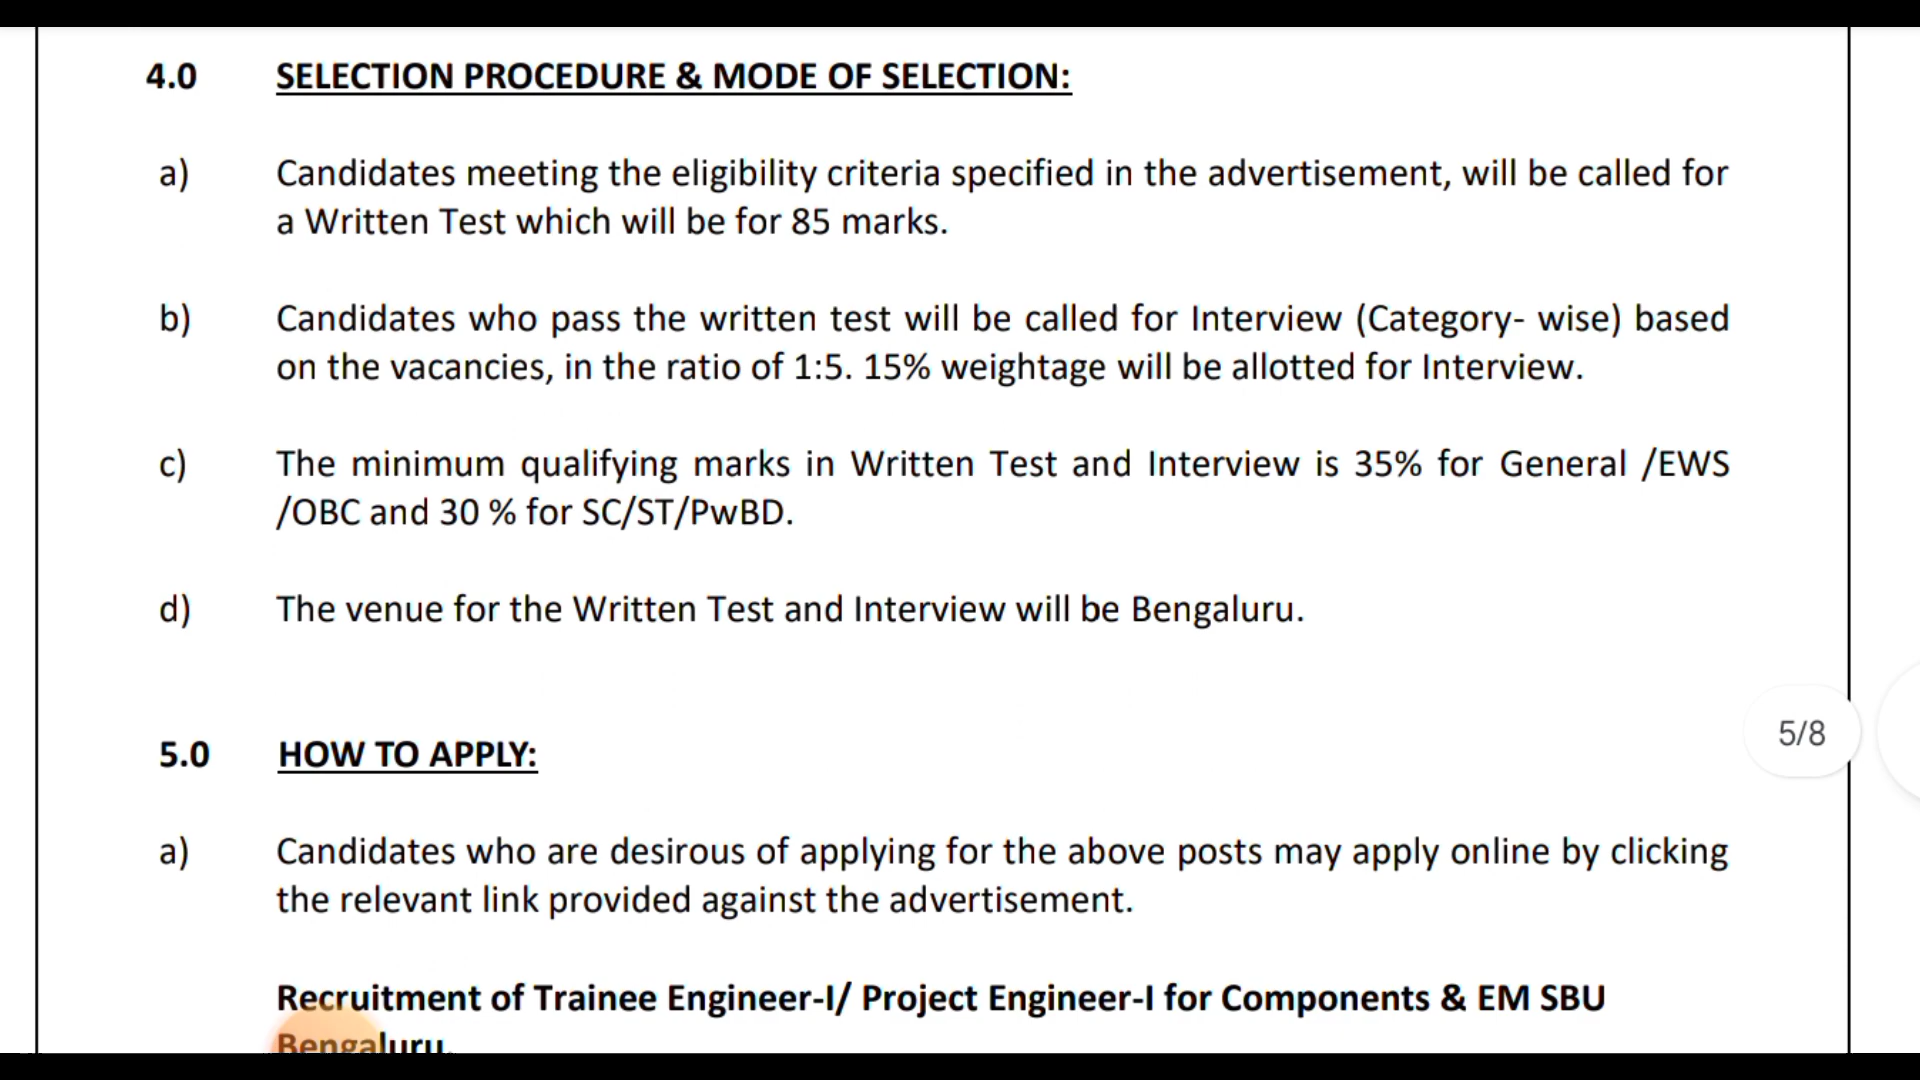 4.0 SELECTION PROCEDURE & MODE OF SELECTION:
a) Candidates meeting the eligibility criteria specified in the advertisement, will be called for
a Written Test which will be for 85 marks.
b) Candidates who pass the written test will be called for Interview (Category- wise) based
on the vacancies, in the ratio of 1:5. 15% weightage will be allotted for Interview.
c) The minimum qualifying marks in Written Test and Interview is 35% for General /EWS
/OBC and 30 % for SC/ST/PwBD.
d) The venue for the Written Test and Interview will be Bengaluru.
5/8
5.0 HOW TO APPLY:
a) Candidates who are desirous of applying for the above posts may apply online by clicking
the relevant link provided against the advertisement.
Recruitment of Trainee Engineer-I/ Project Engineer-I for Components & EM SBU
Bengaluru.